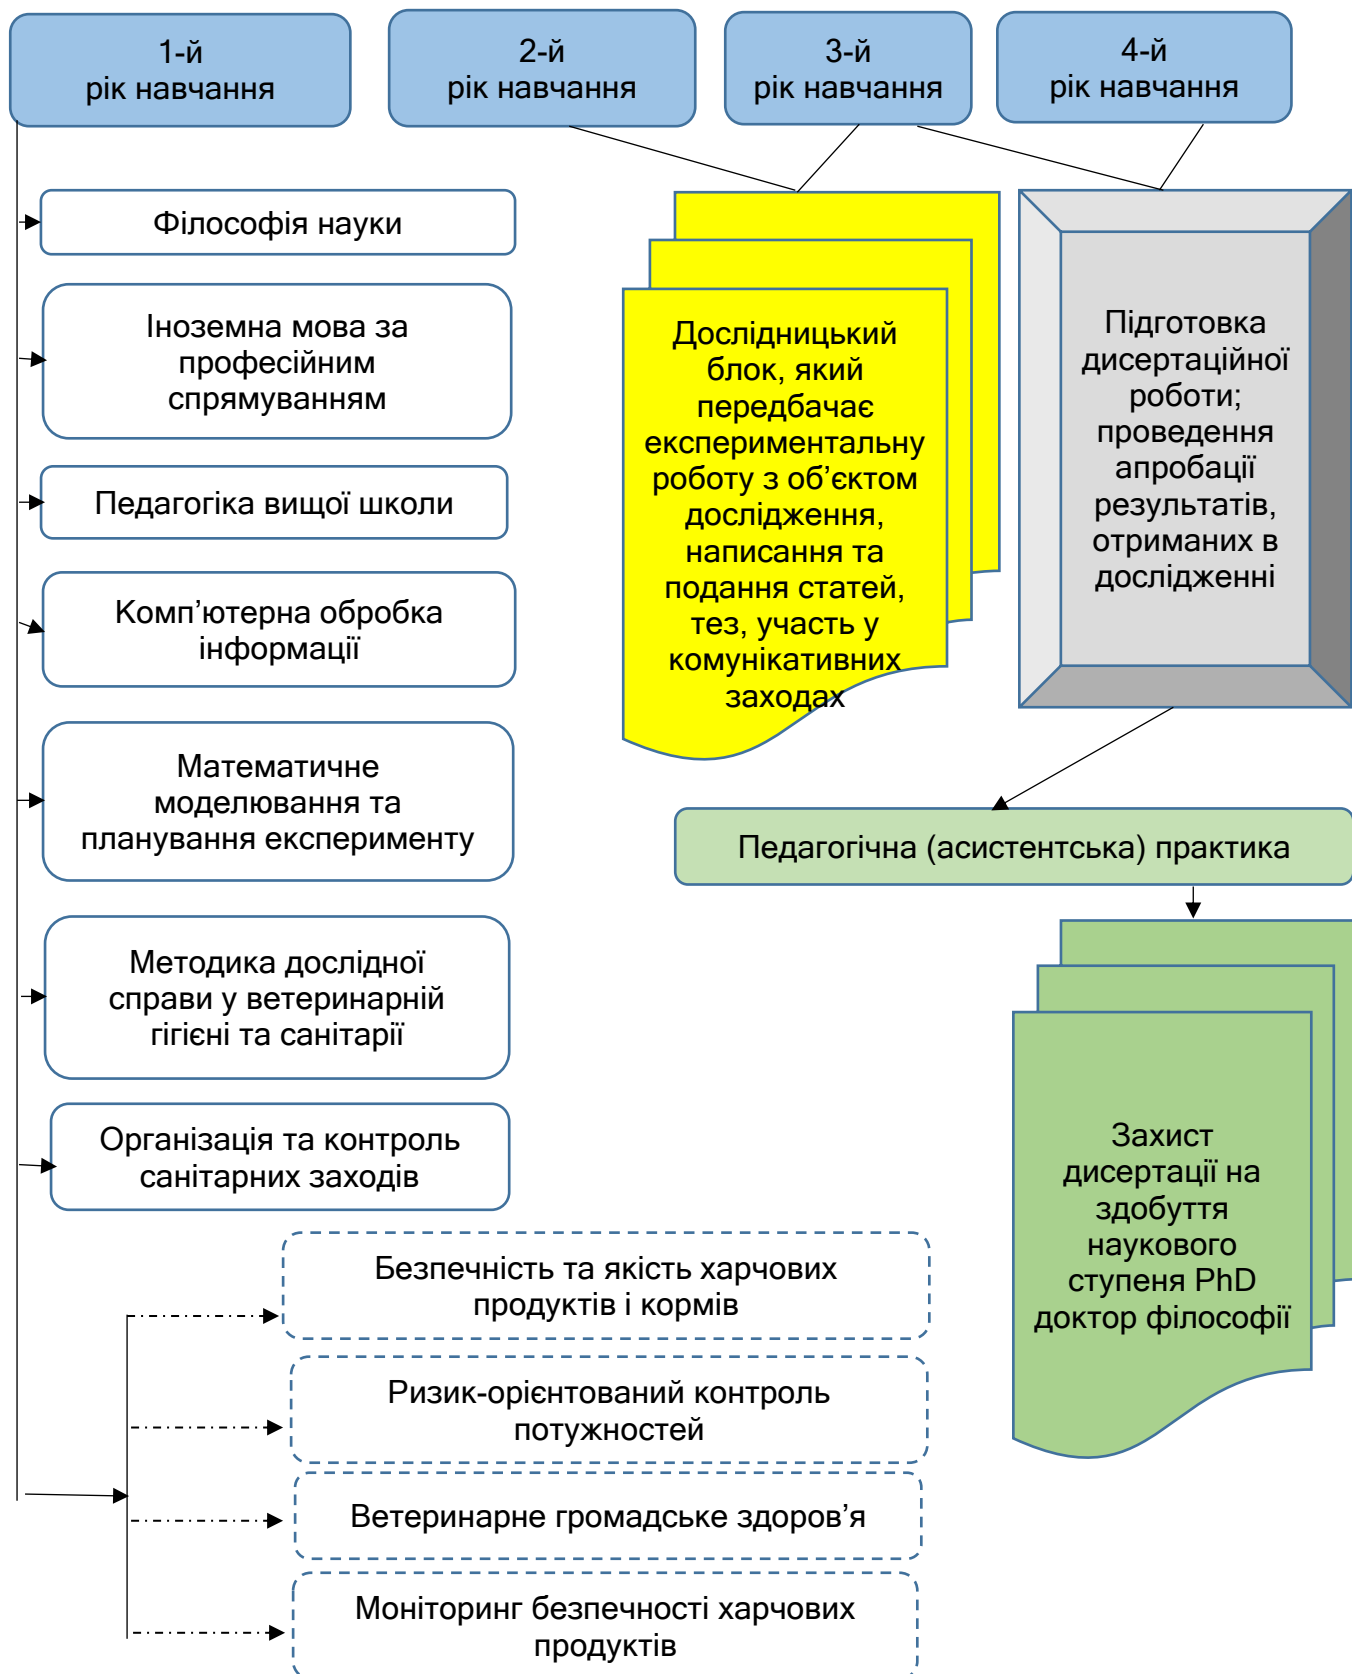 1-й
рік навчання
2-й
рік навчання
3-й
рік навчання
4-й
рік навчання
Філософія науки
Іноземна мова за
професійним
спрямуванням
Педагогіка вищої школи
Комп’ютерна обробка
інформації
Математичне
моделювання та
планування експерименту
Методика дослідної
справи у ветеринарній
гігієні та санітарії
Організація та контроль
санітарних заходів
Безпечність та якість харчових
продуктів і кормів
Ризик-орієнтований контроль
потужностей
Ветеринарне громадське здоров’я
Моніторинг безпечності харчових
продуктів
Дослідницький
блок, який
передбачає
експериментальну
роботу з об’єктом
дослідження,
написання та
подання статей,
тез, участь у
комунікативних
заходах
Підготовка
дисертаційної
роботи;
проведення
апробації
результатів,
отриманих в
дослідженні
Педагогічна (асистентська) практика
Захист
дисертації на
здобуття
наукового
ступеня PhD
доктор філософії